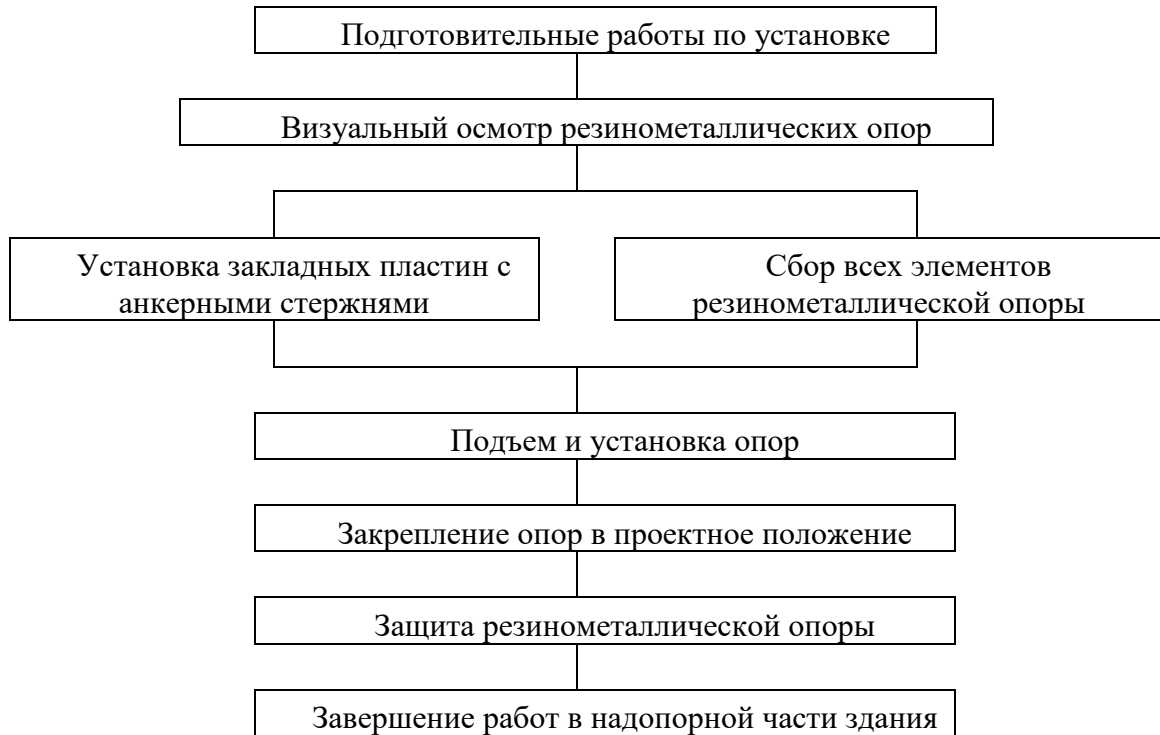 Подготовительные работы по установке
Визуальный осмотр резинометаллических опор
Установка закладных пластин с
анкерными стержнями
Сбор всех элементов
резинометаллической опоры
Подъем и установка опор
Закрепление опор в проектное положение
Защита резинометаллической опоры
Завершение работ в надопорной части здания